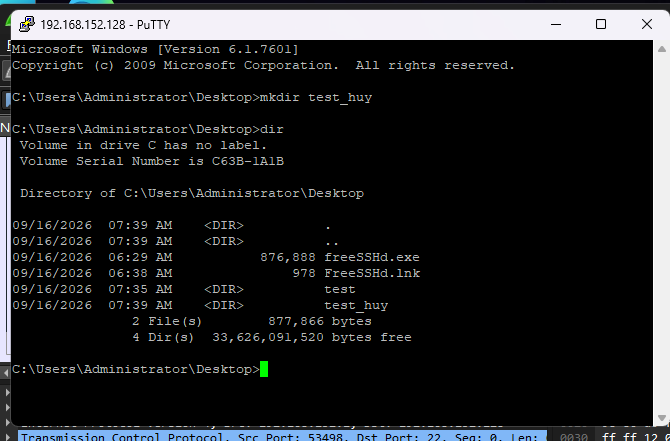 192.168.152.128 - PuTTY
Microsoft Windows [Version 6.1.7601]
Copyright (c) 2009 Microsoft Corporation.  All rights reserved.
C:\Users\Administrator\Desktop>mkdir test_huy
C:\Users\Administrator\Desktop>dir
 Volume in drive C has no label.
 Volume Serial Number is C63B-1A1B
 Directory of C:\Users\Administrator\Desktop
09/16/2026  07:39 AM    <DIR>          .
09/16/2026  07:39 AM    <DIR>          ..
09/16/2026  06:29 AM           876,888 freeSSHd.exe
09/16/2026  06:38 AM               978 FreeSSHd.lnk
09/16/2026  07:35 AM    <DIR>          test
09/16/2026  07:39 AM    <DIR>          test_huy
               2 File(s)        877,866 bytes
               4 Dir(s)  33,626,091,520 bytes free
C:\Users\Administrator\Desktop>
Transmission Control Protocol, Src Port: 53498, Dst Port: 22, Seq: 0, Len:
0030